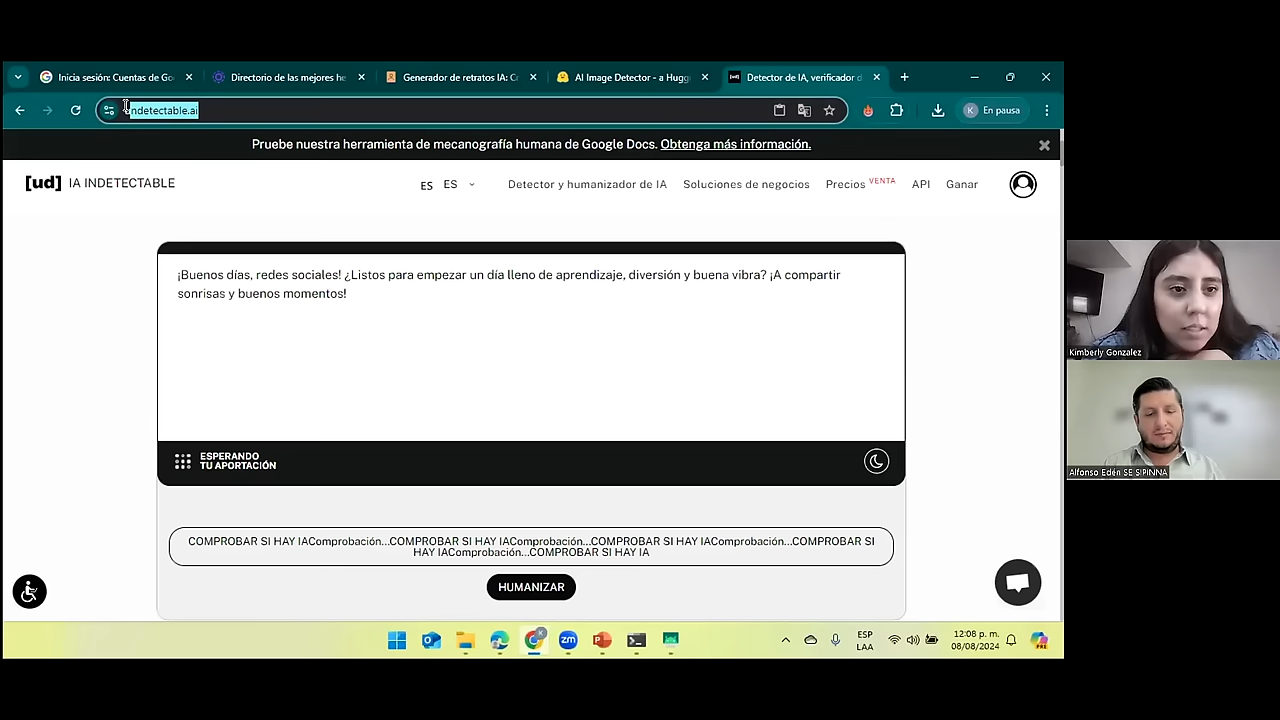 Inicia sesión: Cuentas de Go
Directorio de las mejores he
Generador de retratos IA: C
AI Image Detector - a Hugg
[ud]
Detector de IA, verificador d
ndetectable.ai
K
En pausa
Pruebe nuestra herramienta de mecanografía humana de Google Docs. Obtenga más información.
[ud] IA INDETECTABLE
ES
ES
Detector y humanizador de IA
Soluciones de negocios
Precios VENTA
API
Ganar
¡Buenos días, redes sociales! ¿Listos para empezar un día lleno de aprendizaje, diversión y buena vibra? ¡A compartir
sonrisas y buenos momentos!
ESPERANDO
TU APORTACIÓN
COMPROBAR SI HAY IAComprobación...COMPROBAR SI HAY IAComprobación...COMPROBAR SI HAY IAComprobación...COMPROBAR SI
HAY IAComprobación...COMPROBAR SI HAY IA
HUMANIZAR
Kimberly Gonzalez
Alfonso Edén SE SIPINNA
zm
ESP
LAA
12:08 p. m.
08/08/2024
PRE